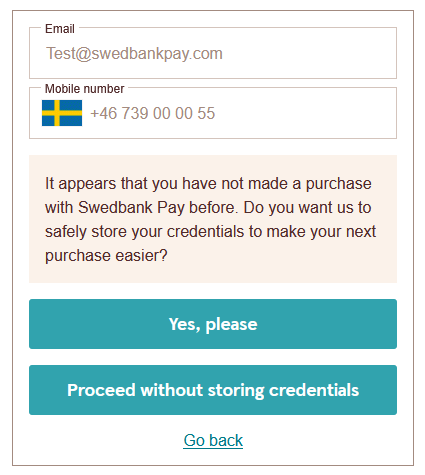 Email
Test@swedbankpay.com
Mobile number
+46 739 00 00 55
It appears that you have not made a purchase
with Swedbank Pay before. Do you want us to
safely store your credentials to make your next
purchase easier?
Yes, please
Proceed without storing credentials
Go back